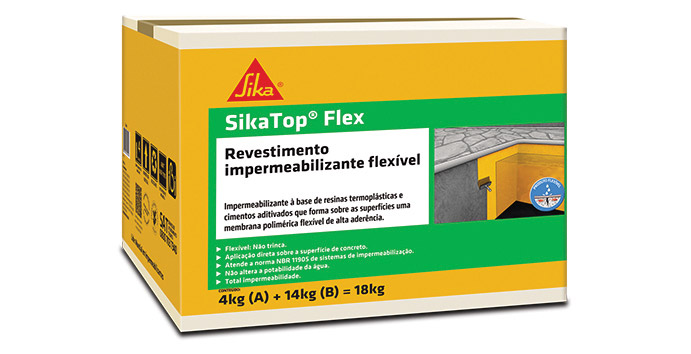 Sika®
SikaTop® Flex
Revestimento
impermeabilizante flexível
Impermeabilizante à base de resinas termoplásticas e
cimentos aditivados que forma sobre as superfícies uma
membrana polimérica flexível de alta aderência.
Flexível: Não trinca.
Aplicação direta sobre a superfície de concreto.
Atende a norma NBR 11905 de sistemas de impermeabilização.
Não altera a potabilidade da água.
Total impermeabilidade.
CONTEÚDO:
4kg (A) + 14kg (B) = 18kg
PRODUTO FLEXÍVEL